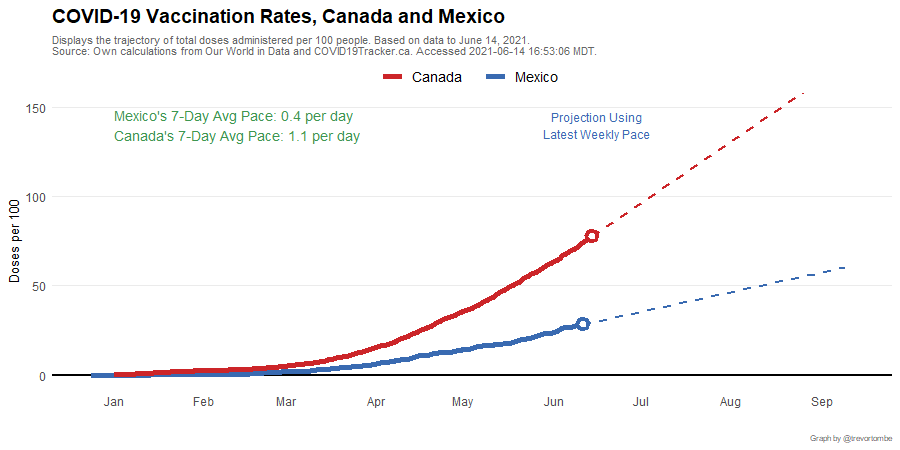 COVID-19 Vaccination Rates, Canada and Mexico
Displays the trajectory of total doses administered per 100 people. Based on data to June 14, 2021.
Source: Own calculations from Our World in Data and COVID19Tracker.ca. Accessed 2021-06-14 16:53:06 MDT.
Canada Mexico
Mexico's 7-Day Avg Pace: 0.4 per day
Canada's 7-Day Avg Pace: 1.1 per day
Projection Using
Latest Weekly Pace
Doses per 100
150
100
50
0
Jan Feb Mar Apr May Jun Jul Aug Sep
Graph by @trevortombe